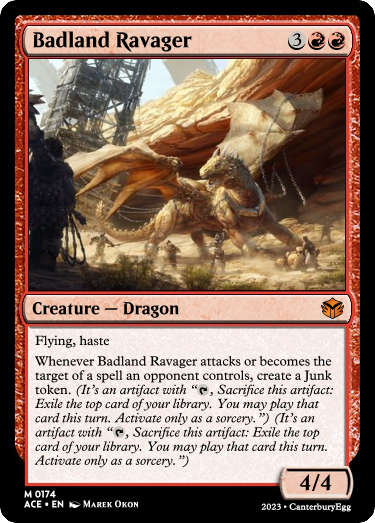 Badland Ravager 3
Creature — Dragon
Flying, haste
Whenever Badland Ravager attacks or becomes the
target of a spell an opponent controls, create a Junk
token. (It's an artifact with “, Sacrifice this artifact:
Exile the top card of your library. You may play that
card this turn. Activate only as a sorcery.”) (It's an
artifact with “, Sacrifice this artifact: Exile the top
card of your library. You may play that card this turn.
Activate only as a sorcery.”)
4/4
M 0174
ACE • EN Marek Okon
2023 • CanterburyEgg